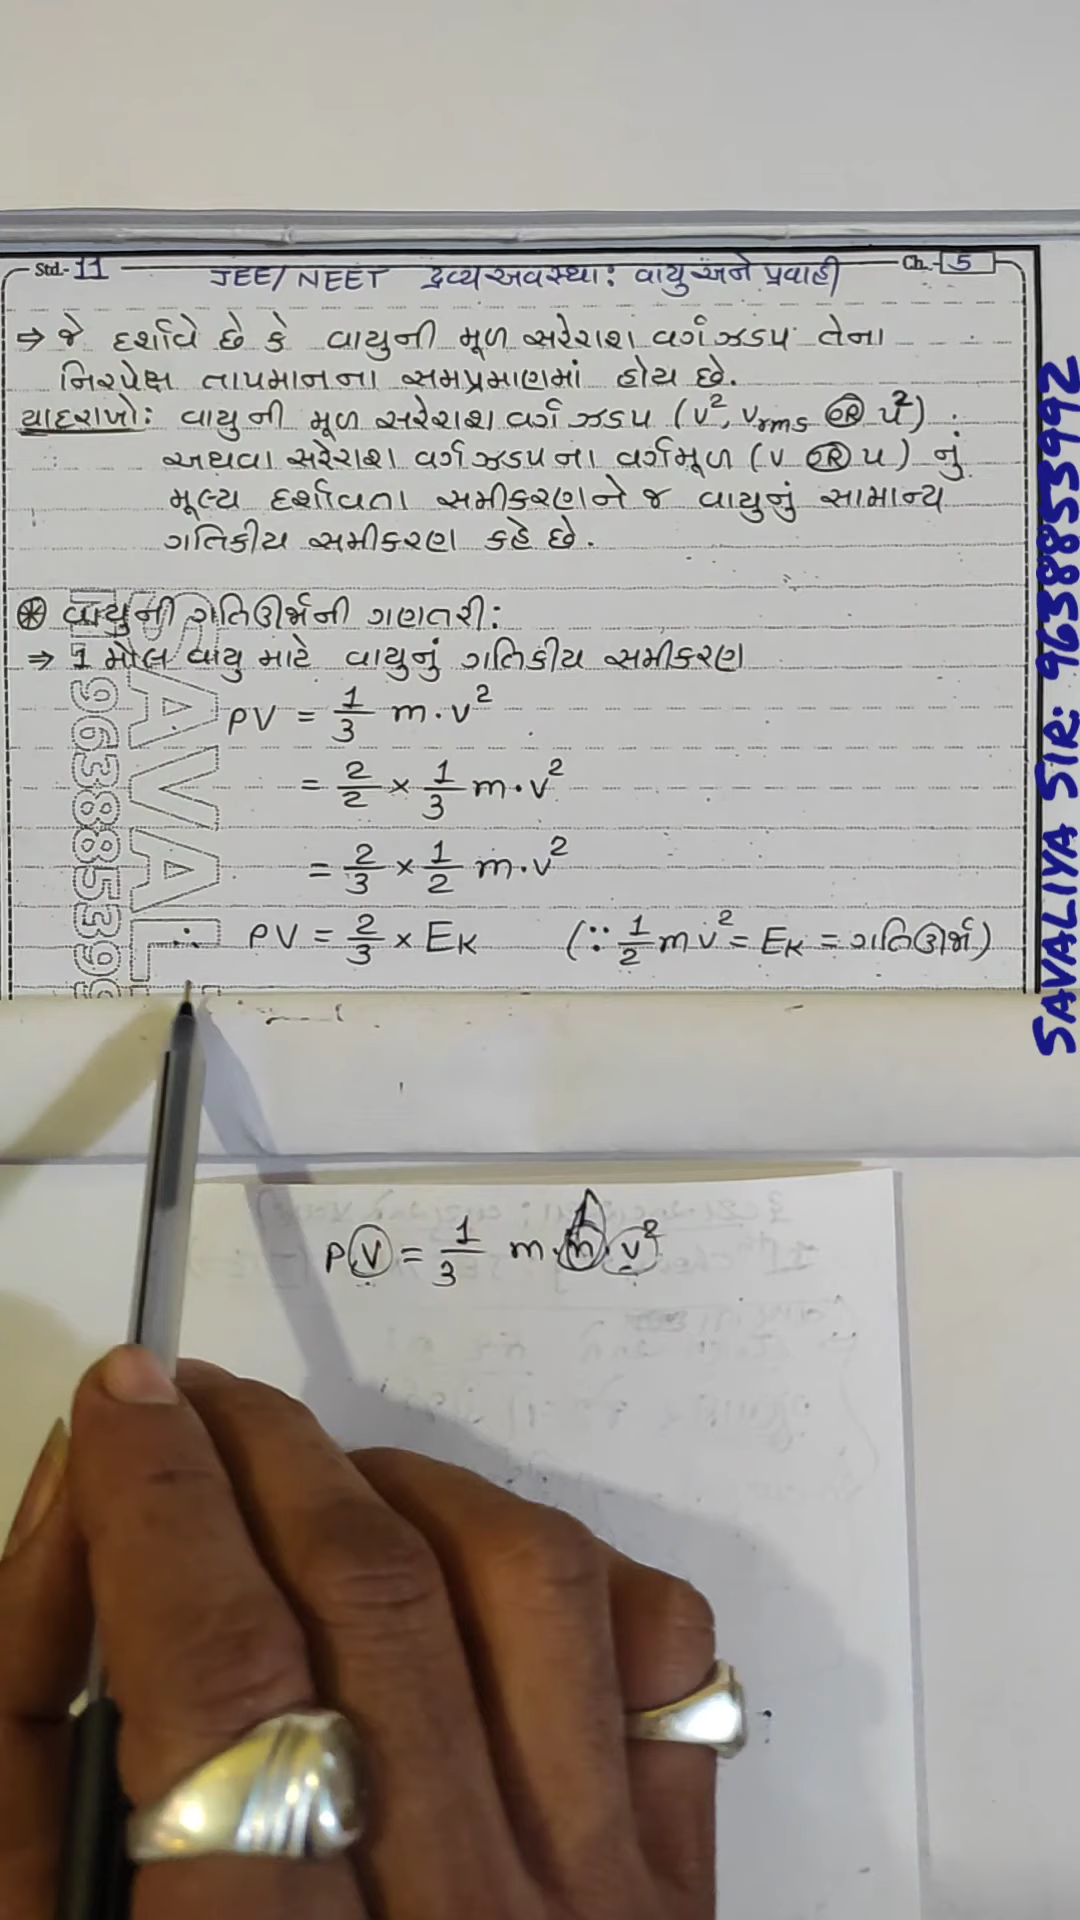 Std.- 11 JEE/NEET દ્રવ્યઅવસ્થા: વાયુ અને પ્રવાહી Ch.- 5
⇒ જે દર્શાવે છે કે વાયુની મૂળ સરેરાશ વર્ગ ઝડપ તેના
નિરપેક્ષ તાપમાનના સમપ્રમાણમાં હોય છે.
યાદરાખો: વાયુની મૂળ સરેરાશ વર્ગ ઝડપ (v², vrms OR u²)
અથવા સરેરાશ વર્ગઝડપના વર્ગમૂળ (v OR u) નું
મૂલ્ય દર્શાવતા સમીકરણને જ વાયુનું સામાન્ય
ગતિકીય સમીકરણ કહે છે.
* વાયુની ગતિઊર્જાની ગણતરી:
⇒ 1 મોલ વાયુ માટે વાયુનું ગતિકીય સમીકરણ
PV = 1/3 m·v²
= 2/2 × 1/3 m·v²
= 2/3 × 1/2 m·v²
∴ PV = 2/3 × EK (∵ 1/2 mv² = EK = ગતિઊર્જા)
SAVALIYA SIR: 9638853992
PV = 1/3 m·n·v²
1